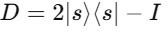 D = 2|s⟩⟨s| − I